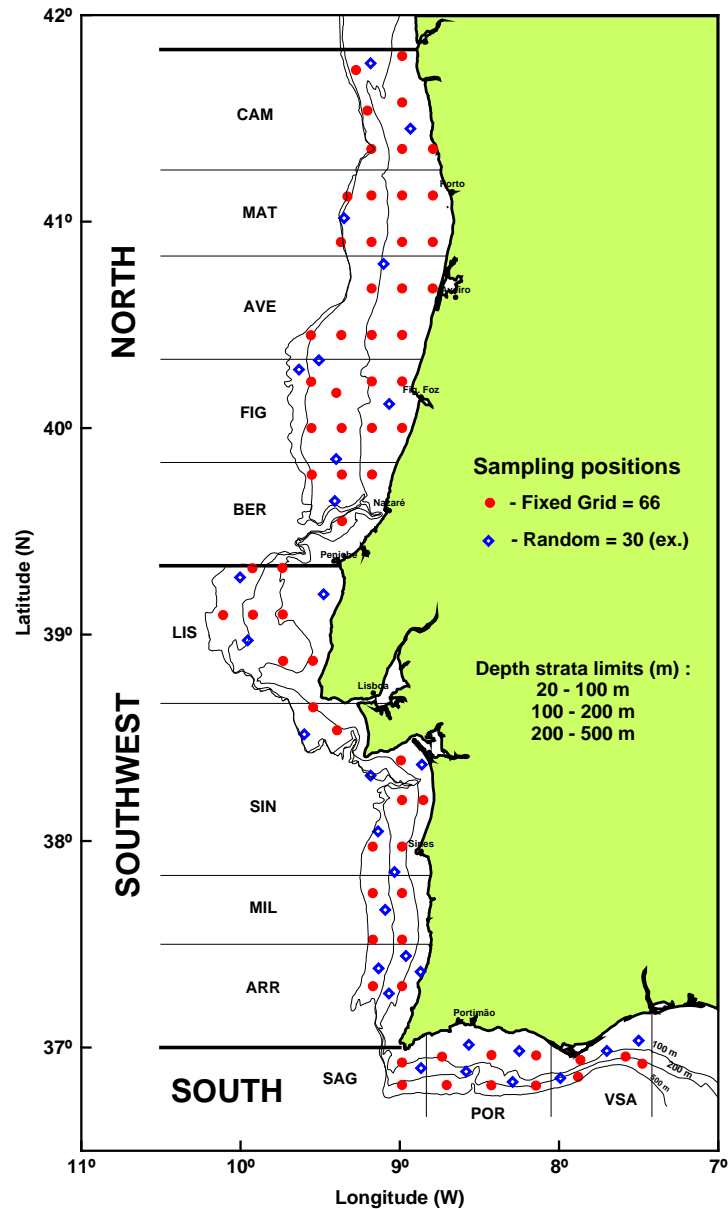 42º
CAM
Porto
MAT
41º
NORTH
AVE
Aveiro
FIG
Fig. Foz
40º
Sampling positions
- Fixed Grid = 66
- Random = 30 (ex.)
BER
Nazaré
Peniche
Latitude (N)
LIS
39º
Lisboa
Depth strata limits (m) :
20 - 100 m
100 - 200 m
200 - 500 m
SOUTHWEST
SIN
38º
Sines
MIL
ARR
Portimão
37º
100 m
200 m
500 m
SOUTH
SAG
POR
VSA
11º
10º
9º
8º
7º
Longitude (W)